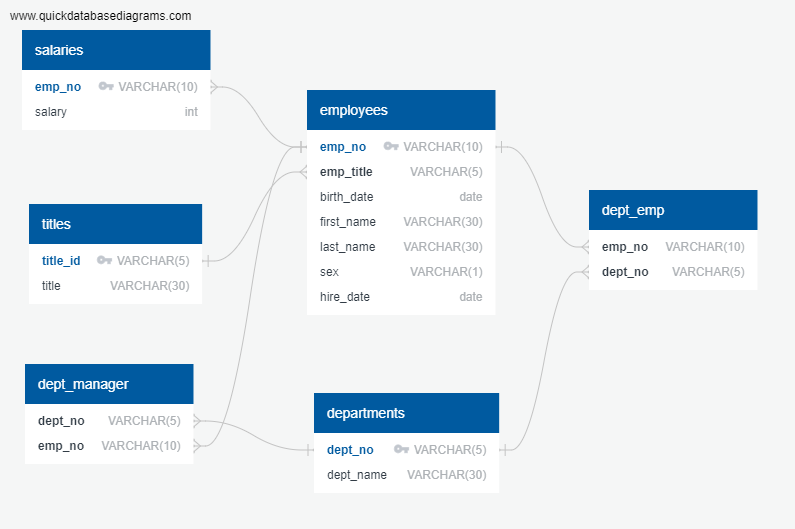 www.quickdatabasediagrams.com
salaries
emp_no VARCHAR(10)
salary int
titles
title_id VARCHAR(5)
title VARCHAR(30)
dept_manager
dept_no VARCHAR(5)
emp_no VARCHAR(10)
employees
emp_no VARCHAR(10)
emp_title VARCHAR(5)
birth_date date
first_name VARCHAR(30)
last_name VARCHAR(30)
sex VARCHAR(1)
hire_date date
departments
dept_no VARCHAR(5)
dept_name VARCHAR(30)
dept_emp
emp_no VARCHAR(10)
dept_no VARCHAR(5)